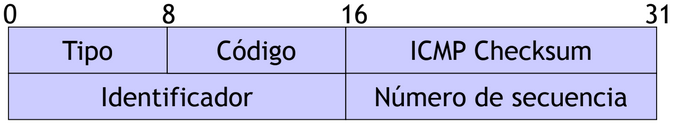 0 8 16 31
Tipo Código ICMP Checksum
Identificador Número de secuencia